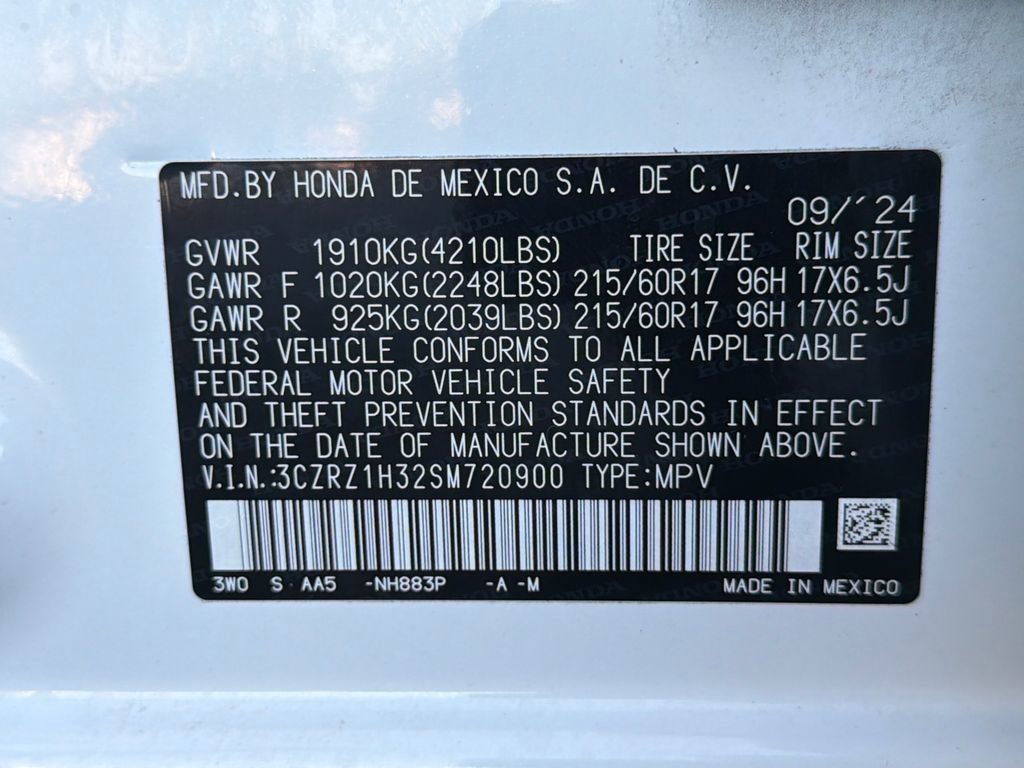 MFD.BY HONDA DE MEXICO S.A. DE C.V.
09/´24
GVWR 1910KG(4210LBS) TIRE SIZE RIM SIZE
GAWR F 1020KG(2248LBS) 215/60R17 96H 17X6.5J
GAWR R 925KG(2039LBS) 215/60R17 96H 17X6.5J
THIS VEHICLE CONFORMS TO ALL APPLICABLE
FEDERAL MOTOR VEHICLE SAFETY
AND THEFT PREVENTION STANDARDS IN EFFECT
ON THE DATE OF MANUFACTURE SHOWN ABOVE.
V.I.N.:3CZRZ1H32SM720900 TYPE:MPV
3W0 S AA5 -NH883P -A -M MADE IN MEXICO